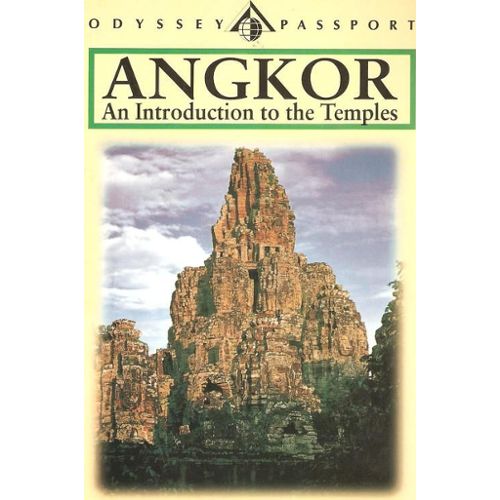 ODYSSEY PASSPORT
ANGKOR
An Introduction to the Temples